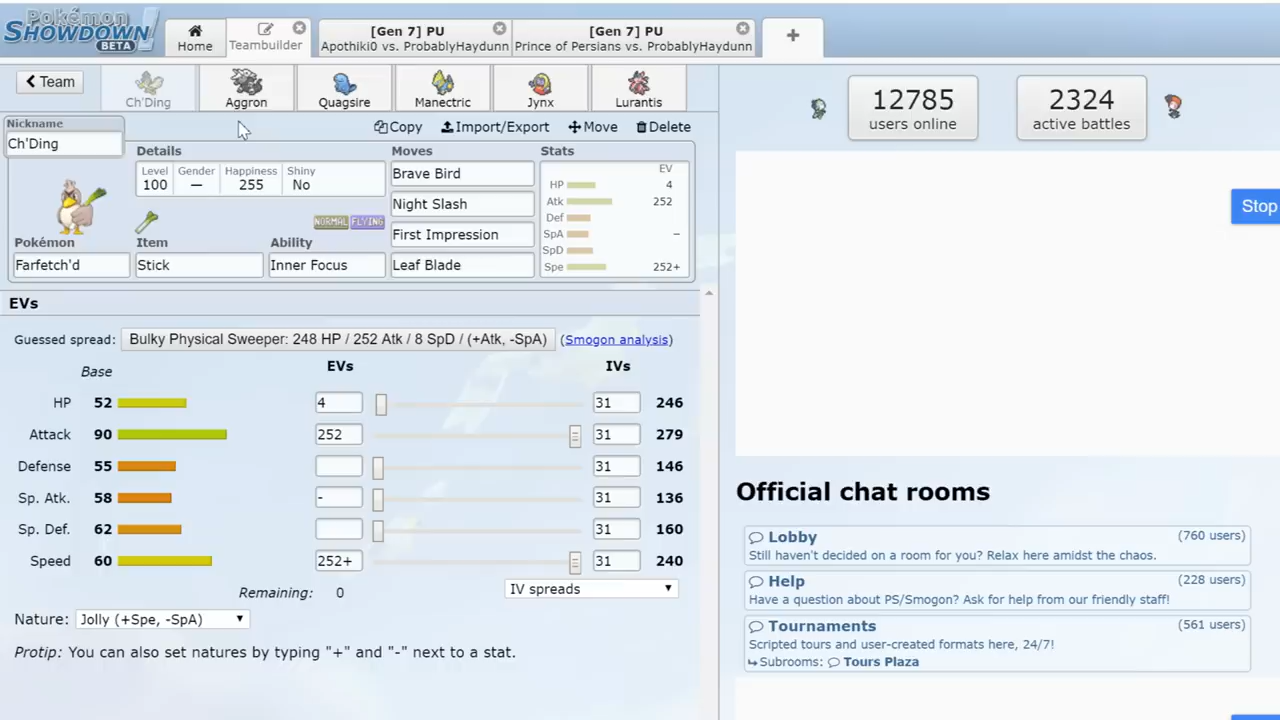 Pokémon
SHOWDOWN!
BETA
Home
Teambuilder
[Gen 7] PU
Apothiki0 vs. ProbablyHaydunn
[Gen 7] PU
Prince of Persians vs. ProbablyHaydunn
+
Team
Ch'Ding
Aggron
Quagsire
Manectric
Jynx
Lurantis
12785
users online
2324
active battles
Copy
Import/Export
Move
Delete
Nickname
Ch'Ding
Details
Level
100
Gender
—
Happiness
255
Shiny
No
NORMAL FLYING
Pokémon
Farfetch'd
Item
Stick
Ability
Inner Focus
Moves
Brave Bird
Night Slash
First Impression
Leaf Blade
Stats
EV
HP 4
Atk 252
Def
SpA –
SpD
Spe 252+
Stop
EVs
Guessed spread: Bulky Physical Sweeper: 248 HP / 252 Atk / 8 SpD / (+Atk, -SpA) (Smogon analysis)
Base EVs IVs
HP 52 4 31 246
Attack 90 252 31 279
Defense 55 31 146
Sp. Atk. 58 - 31 136
Sp. Def. 62 31 160
Speed 60 252+ 31 240
Remaining: 0
IV spreads
Nature: Jolly (+Spe, -SpA)
Protip: You can also set natures by typing "+" and "-" next to a stat.
Official chat rooms
Lobby (760 users)
Still haven't decided on a room for you? Relax here amidst the chaos.
Help (228 users)
Have a question about PS/Smogon? Ask for help from our friendly staff!
Tournaments (561 users)
Scripted tours and user-created formats here, 24/7!
Subrooms: Tours Plaza